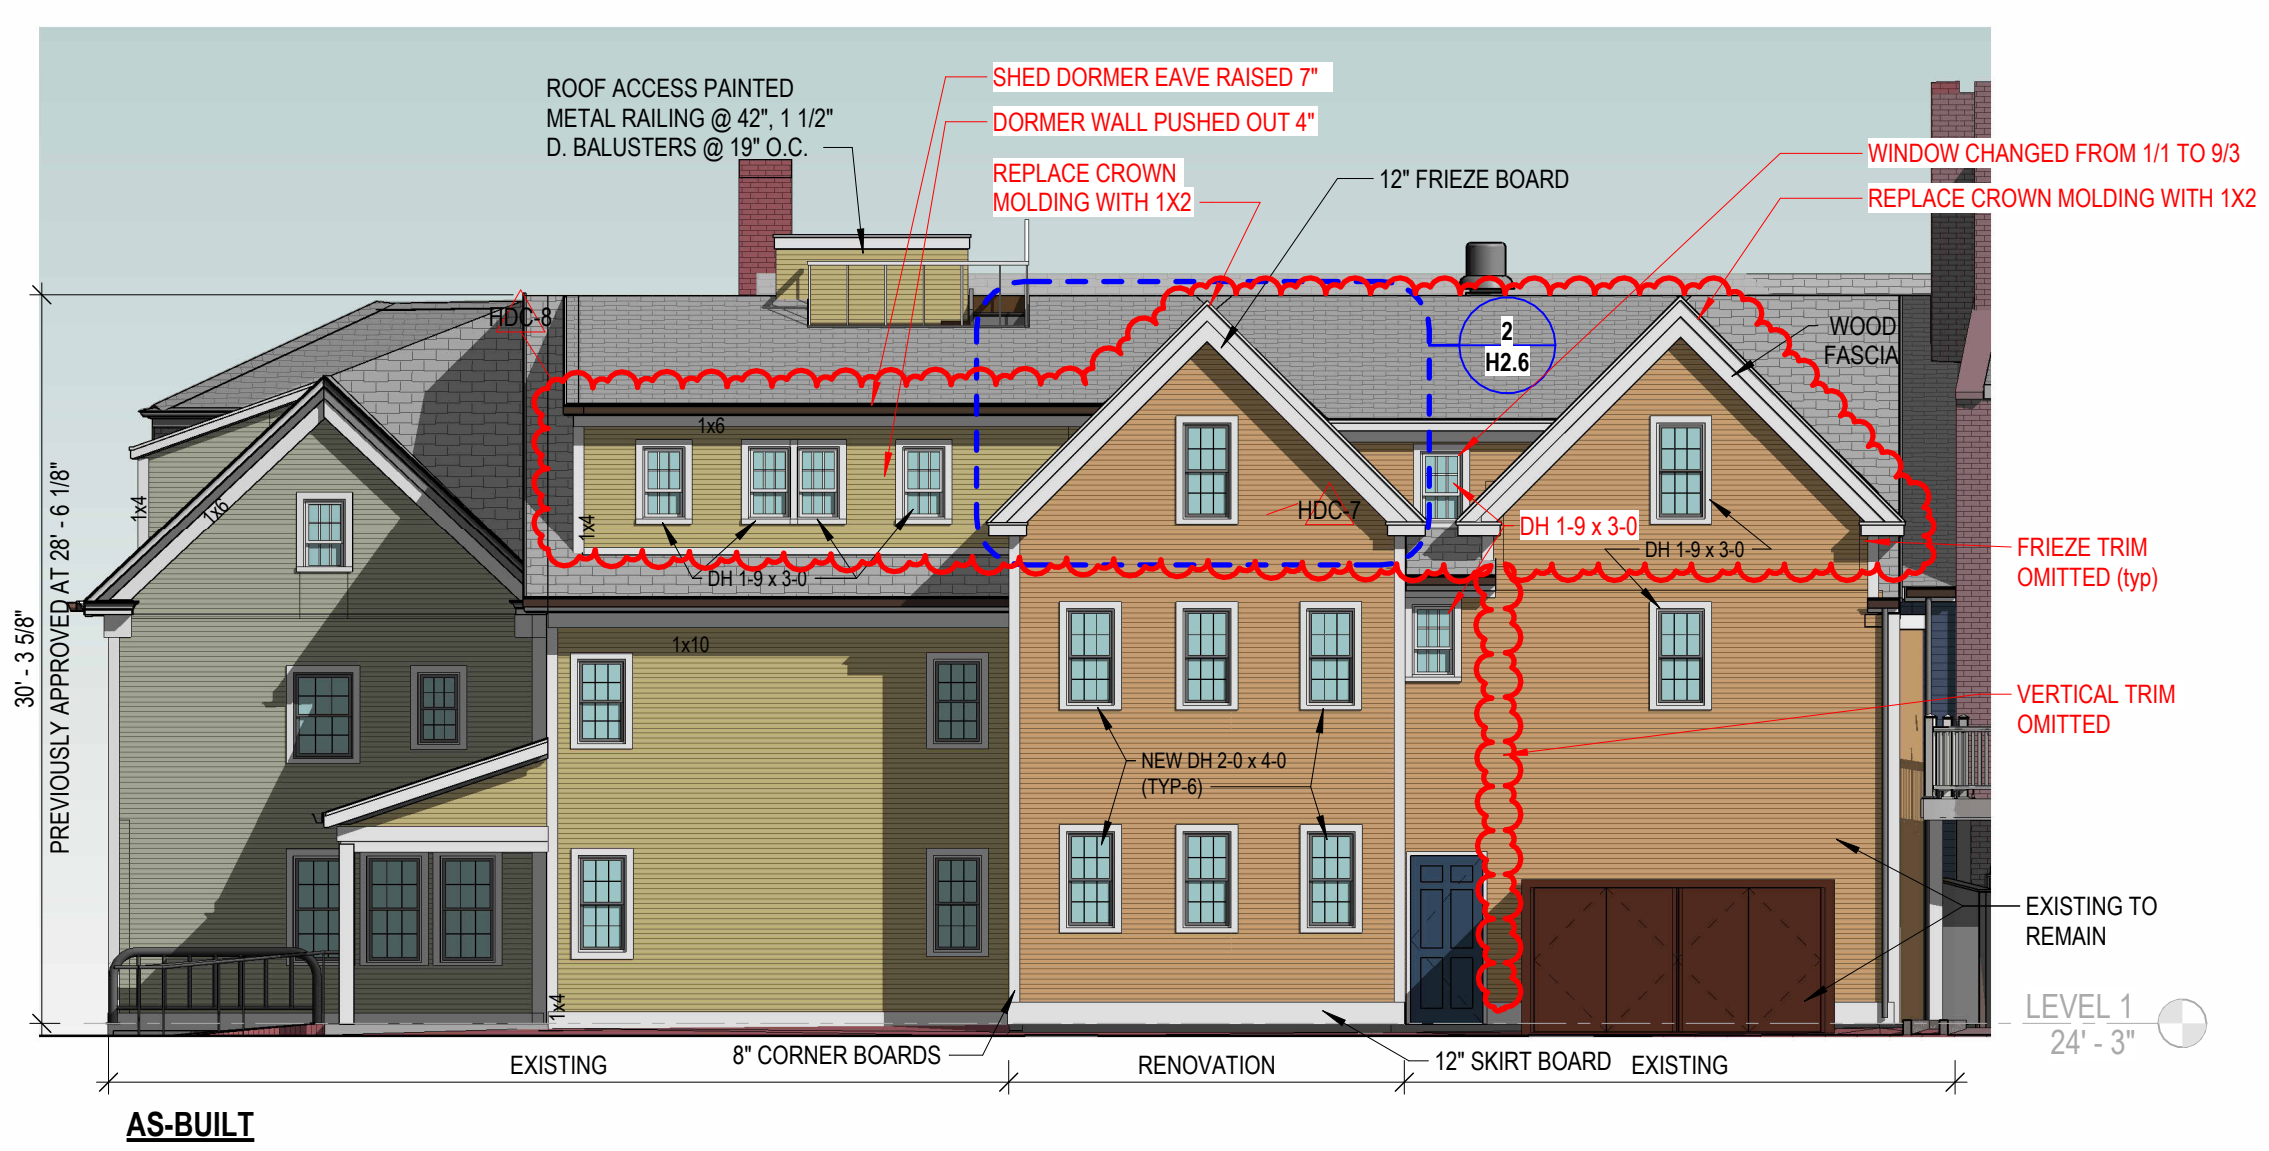 ROOF ACCESS PAINTED
METAL RAILING @ 42", 1 1/2"
D. BALUSTERS @ 19" O.C.
SHED DORMER EAVE RAISED 7"
DORMER WALL PUSHED OUT 4"
REPLACE CROWN
MOLDING WITH 1X2
12" FRIEZE BOARD
WINDOW CHANGED FROM 1/1 TO 9/3
REPLACE CROWN MOLDING WITH 1X2
HDC-8
2
H2.6
WOOD
FASCIA
1x6
1x4
1x6
1x4
HDC-7
DH 1-9 x 3-0
DH 1-9 x 3-0
DH 1-9 x 3-0
FRIEZE TRIM
OMITTED (typ)
30' - 3 5/8"
PREVIOUSLY APPROVED AT 28' - 6 1/8"
1x10
VERTICAL TRIM
OMITTED
NEW DH 2-0 x 4-0
(TYP-6)
EXISTING TO
REMAIN
1x4
LEVEL 1
24' - 3"
8" CORNER BOARDS
12" SKIRT BOARD
EXISTING
RENOVATION
EXISTING
AS-BUILT